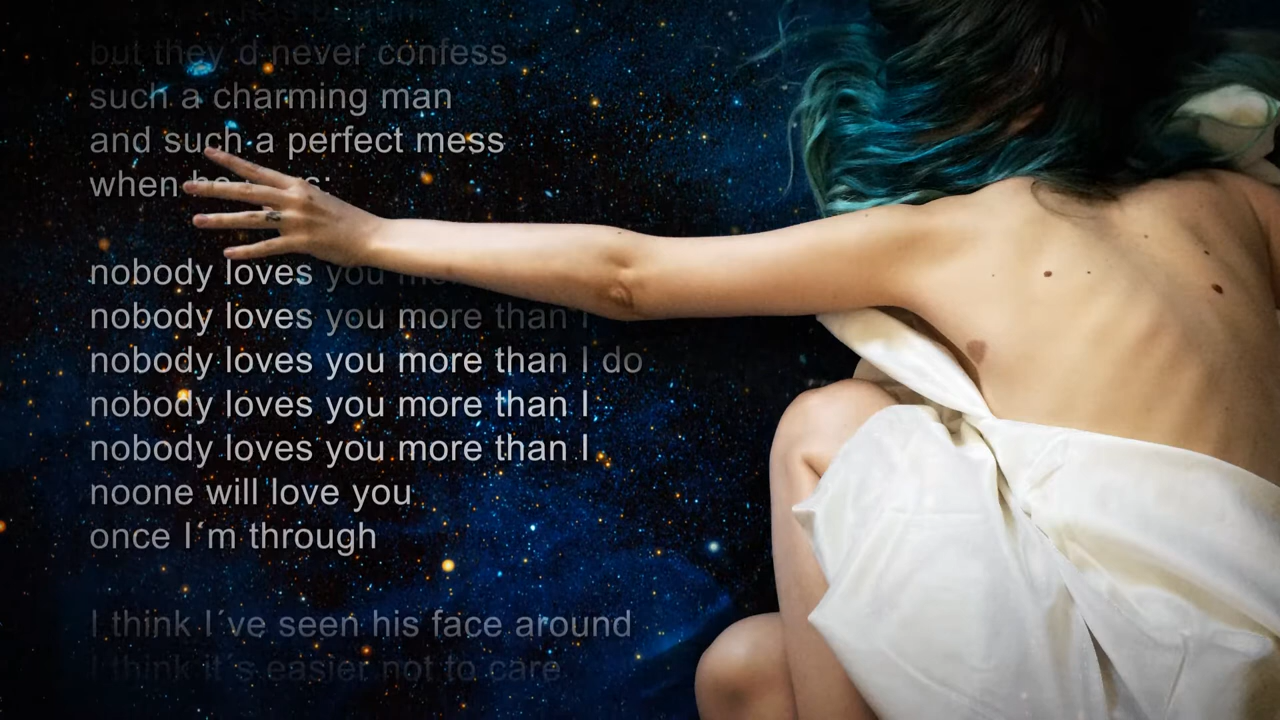 but they d never confess
such a charming man
and such a perfect mess
when
nobody loves you
nobody loves you more than I
nobody loves you more than I do
nobody loves you more than I
nobody loves you more than I
noone will love you
once I´m through
I think I´ve seen his face around
I think it´s easier not to care